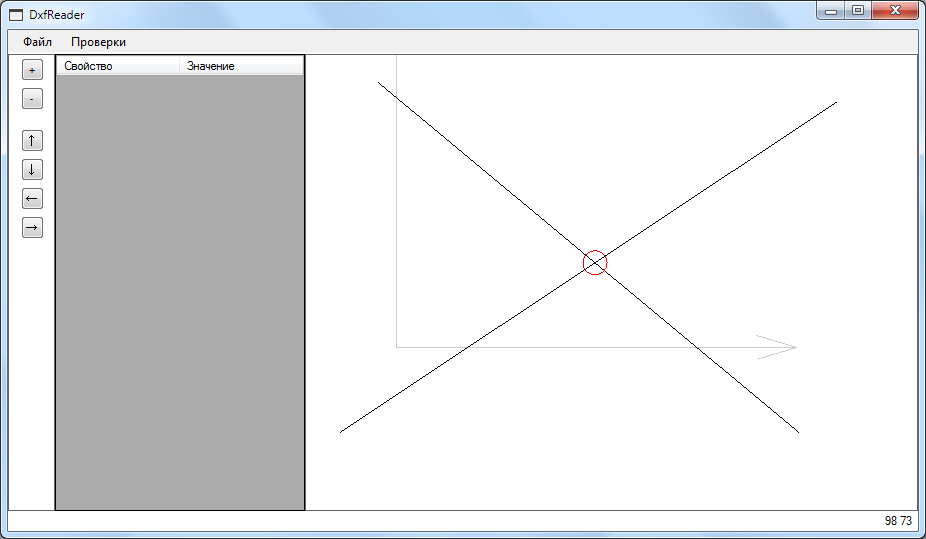 DxfReader
Файл Проверки
Свойство Значение
+
-
↑
↓
←
→
98 73